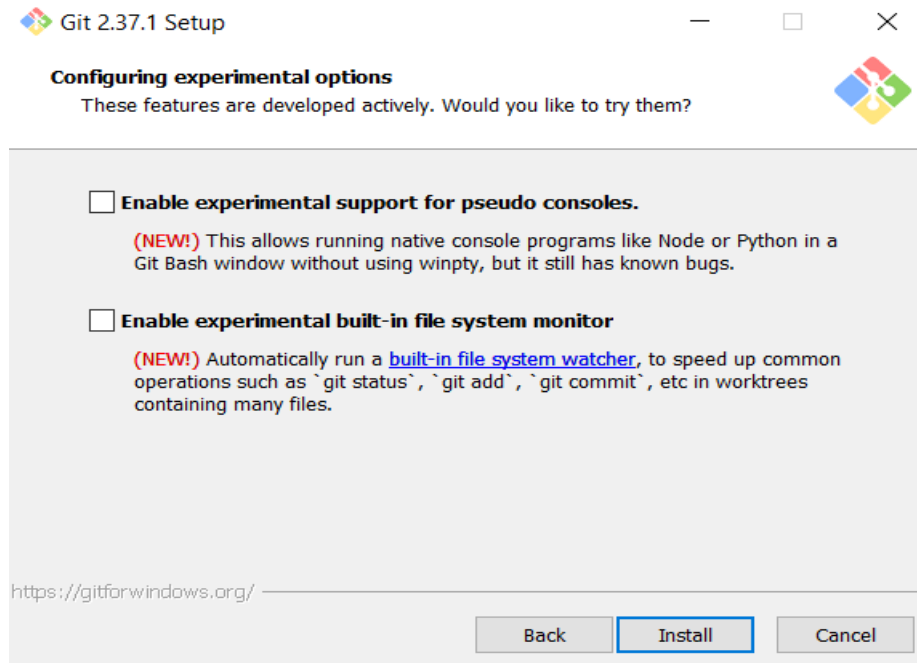 Git 2.37.1 Setup
Configuring experimental options
These features are developed actively. Would you like to try them?
Enable experimental support for pseudo consoles.
(NEW!) This allows running native console programs like Node or Python in a
Git Bash window without using winpty, but it still has known bugs.
Enable experimental built-in file system monitor
(NEW!) Automatically run a built-in file system watcher, to speed up common
operations such as `git status`, `git add`, `git commit`, etc in worktrees
containing many files.
https://gitforwindows.org/
Back Install Cancel